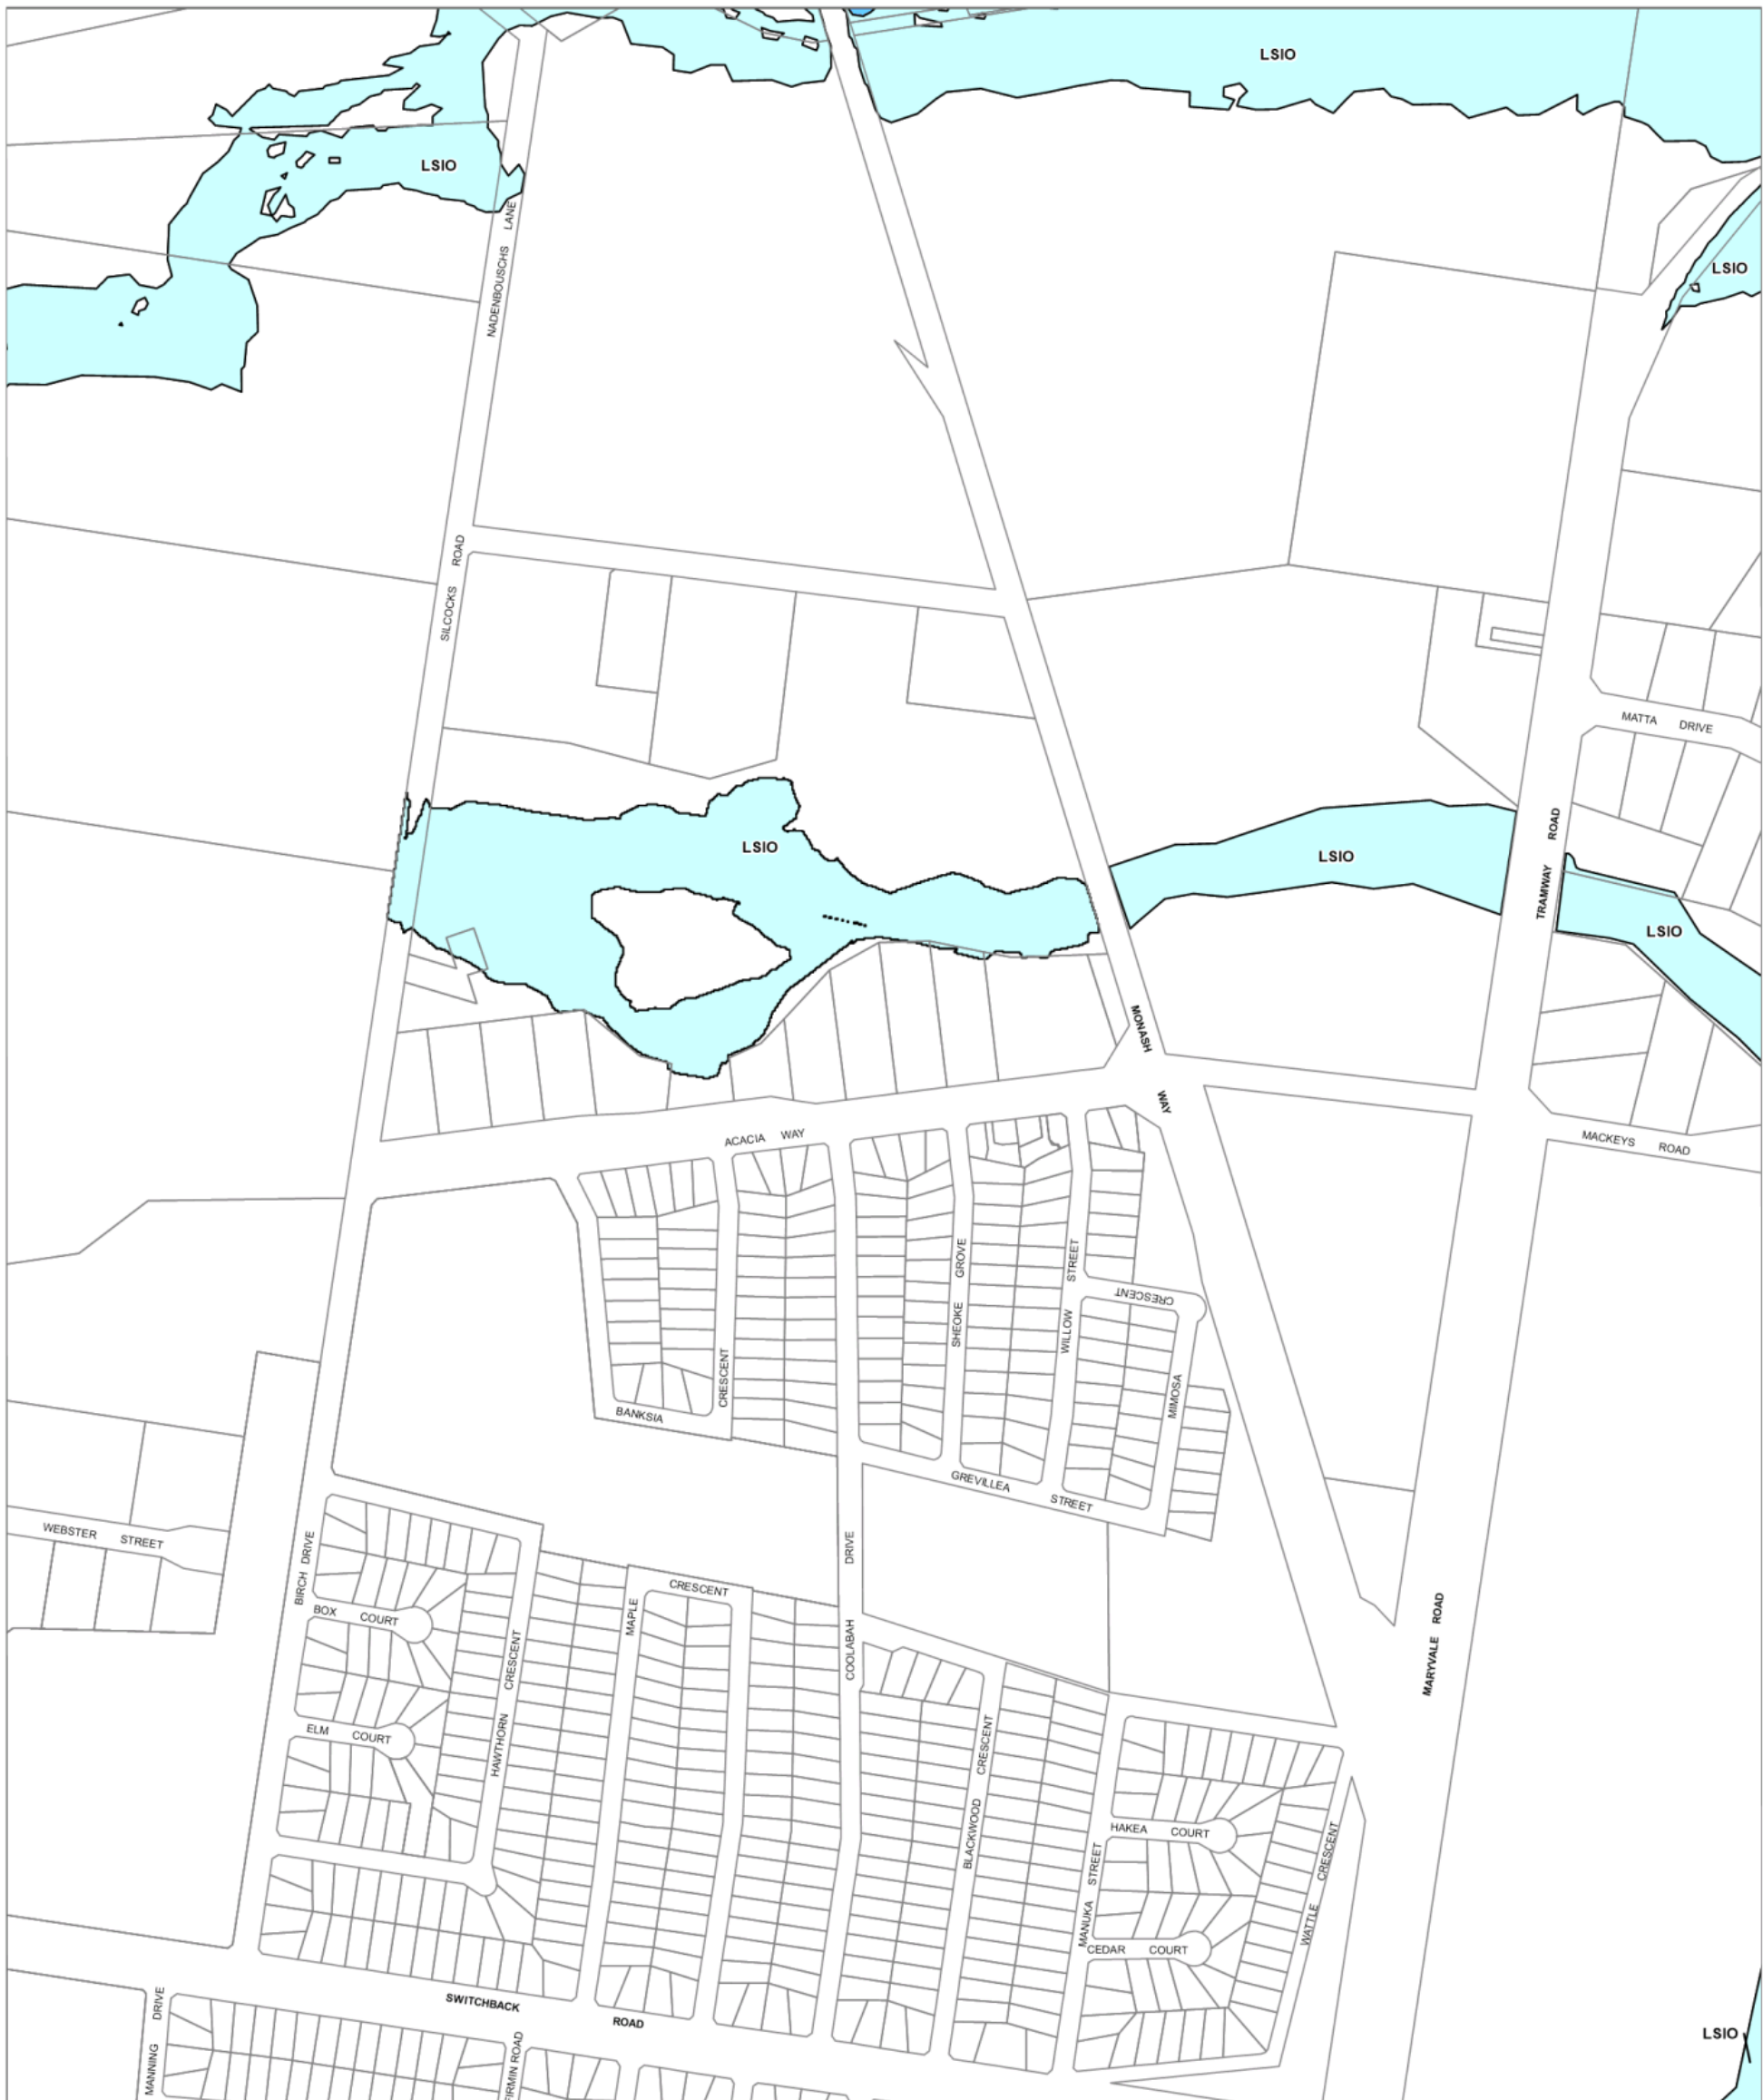 LSIO
LSIO
NADENBOUSCHS LANE
LSIO
SILCOCKS ROAD
MATTA DRIVE
LSIO
LSIO
TRAMWAY ROAD
LSIO
MONASH WAY
ACACIA WAY
MACKEYS ROAD
SHEOKE GROVE
WILLOW STREET
CRESCENT
MIMOSA
CRESCENT
BANKSIA
GREVILLEA STREET
WEBSTER STREET
BIRCH DRIVE
BOX COURT
CRESCENT
MAPLE
COOLABAH DRIVE
HAWTHORN CRESCENT
MARYVALE ROAD
ELM COURT
BLACKWOOD CRESCENT
HAKEA COURT
MANUKA STREET
WATTLE CRESCENT
CEDAR COURT
SWITCHBACK ROAD
MANNING DRIVE
FIRMIN ROAD
LSIO